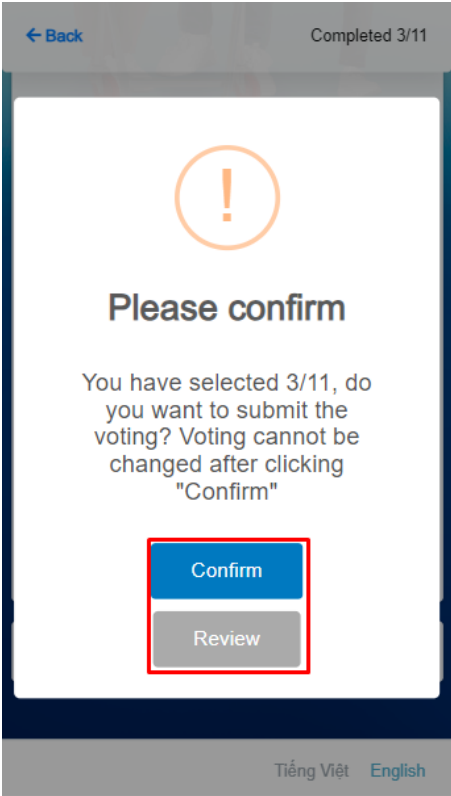 Back
Completed 3/11
!
Please confirm
You have selected 3/11, do
you want to submit the
voting? Voting cannot be
changed after clicking
"Confirm"
Confirm
Review
Tiếng Việt English